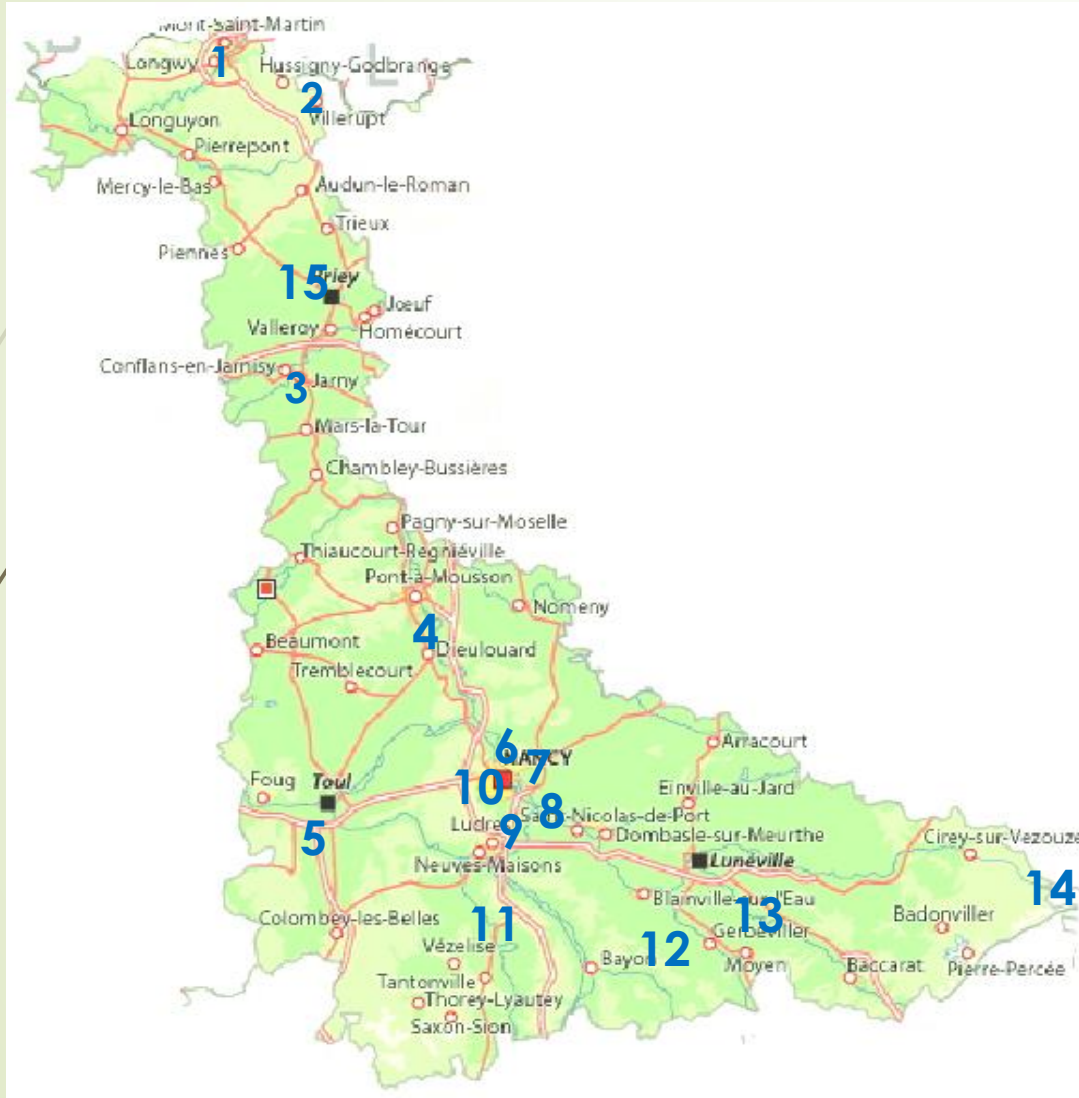 Mont-Saint-Martin
Longwy
1
Hussigny-Godbrange
2
Villerupt
Longuyon
Pierrepont
Mercy-le-Bas
Audun-le-Roman
Trieux
Piennes
15
Briey
Jœuf
Valleroy
Homécourt
Conflans-en-Jarnisy
3
Jarny
Mars-la-Tour
Chambley-Bussières
Pagny-sur-Moselle
Thiaucourt-Regniéville
Pont-à-Mousson
Nomeny
4
Beaumont
Dieulouard
Tremblecourt
6
Arracourt
NANCY
7
Foug
Toul
10
Einville-au-Jard
8
Saint-Nicolas-de-Port
5
Ludres
9
Dombasle-sur-Meurthe
Cirey-sur-Vezouze
Neuves-Maisons
Lunéville
14
Blainville-sur-l'Eau
13
Colombey-les-Belles
11
Badonviller
Gerbéviller
12
Vézelise
Bayon
Moyen
Baccarat
Pierre-Percée
Tantonville
Thorey-Lyautey
Saxon-Sion